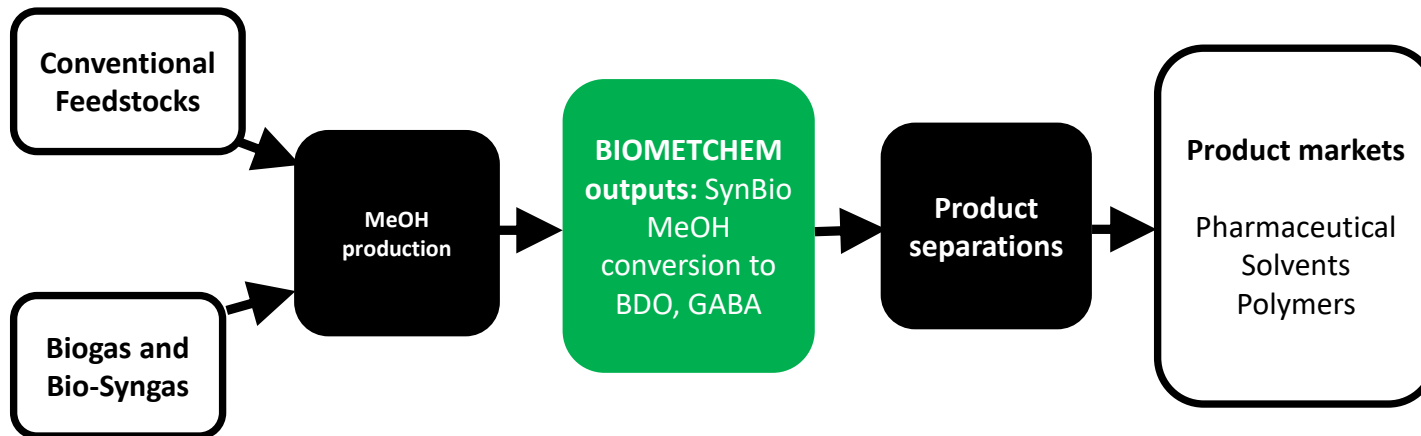 Conventional
Feedstocks
Biogas and
Bio-Syngas
MeOH
production
BIOMETCHEM
outputs: SynBio
MeOH
conversion to
BDO, GABA
Product
separations
Product markets
Pharmaceutical
Solvents
Polymers